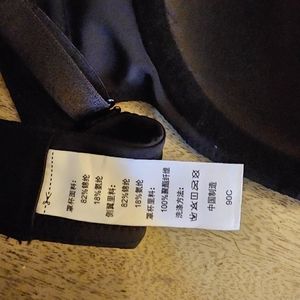 罩杯面料:
82%锦纶
18%氨纶
侧翼里料:
82%锦纶
18%氨纶
罩杯里料:
100%聚酯纤维
洗涤方法:
中国制造
90C